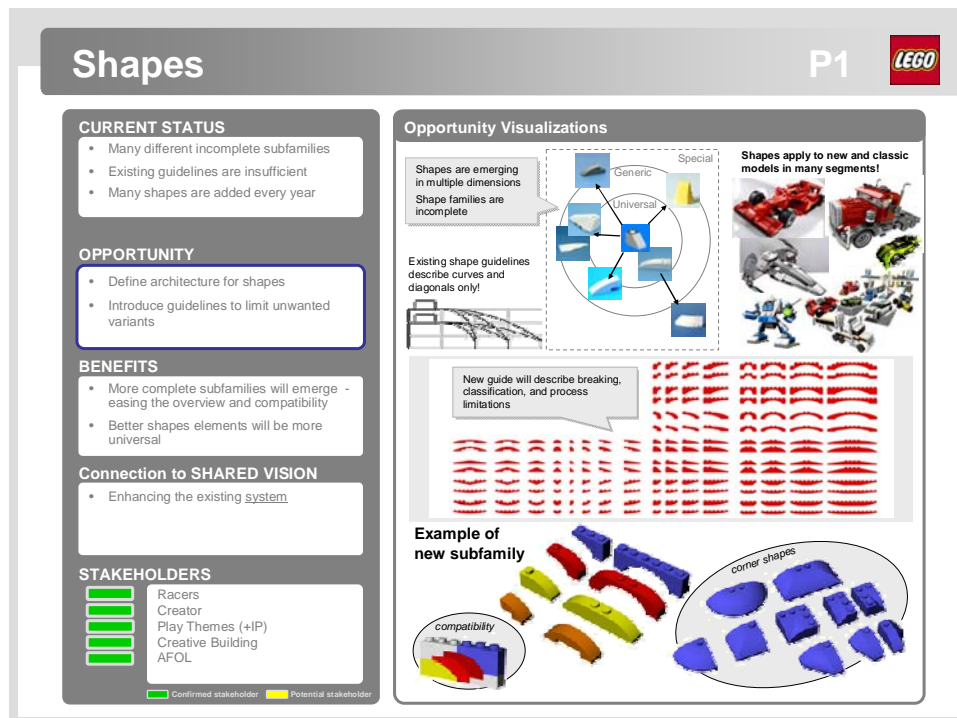 Shapes
P1
LEGO
CURRENT STATUS
• Many different incomplete subfamilies
• Existing guidelines are insufficient
• Many shapes are added every year
OPPORTUNITY
• Define architecture for shapes
• Introduce guidelines to limit unwanted
variants
BENEFITS
• More complete subfamilies will emerge -
easing the overview and compatibility
• Better shapes elements will be more
universal
Connection to SHARED VISION
• Enhancing the existing system
STAKEHOLDERS
Racers
Creator
Play Themes (+IP)
Creative Building
AFOL
Confirmed stakeholder
Potential stakeholder
Opportunity Visualizations
Shapes are emerging
in multiple dimensions
Shape families are
incomplete
Special
Generic
Universal
Shapes apply to new and classic
models in many segments!
Existing shape guidelines
describe curves and
diagonals only!
New guide will describe breaking,
classification, and process
limitations
Example of
new subfamily
compatibility
corner shapes